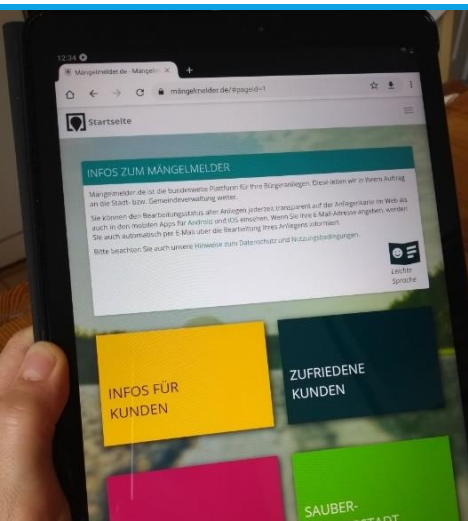 12:34
Mängelmelder.de - Mängelm
mängelmelder.de/#pageid=1
Startseite
INFOS ZUM MÄNGELMELDER
Mängelmelder.de ist die bundesweite Plattform für Ihre Bürgeranliegen. Diese leiten wir in Ihrem Auftrag
an die Stadt- bzw. Gemeindeverwaltung weiter.
Sie können den Bearbeitungsstatus aller Anliegen jederzeit transparent auf der Anliegenkarte im Web als
auch in den mobilen Apps für Android und iOS einsehen. Wenn Sie Ihre E-Mail-Adresse angeben, werden
Sie auch automatisch per E-Mail über die Bearbeitung Ihres Anliegens informiert.
Bitte beachten Sie auch unsere Hinweise zum Datenschutz und Nutzungsbedingungen.
Leichte
Sprache
INFOS FÜR
KUNDEN
ZUFRIEDENE
KUNDEN
SAUBER-